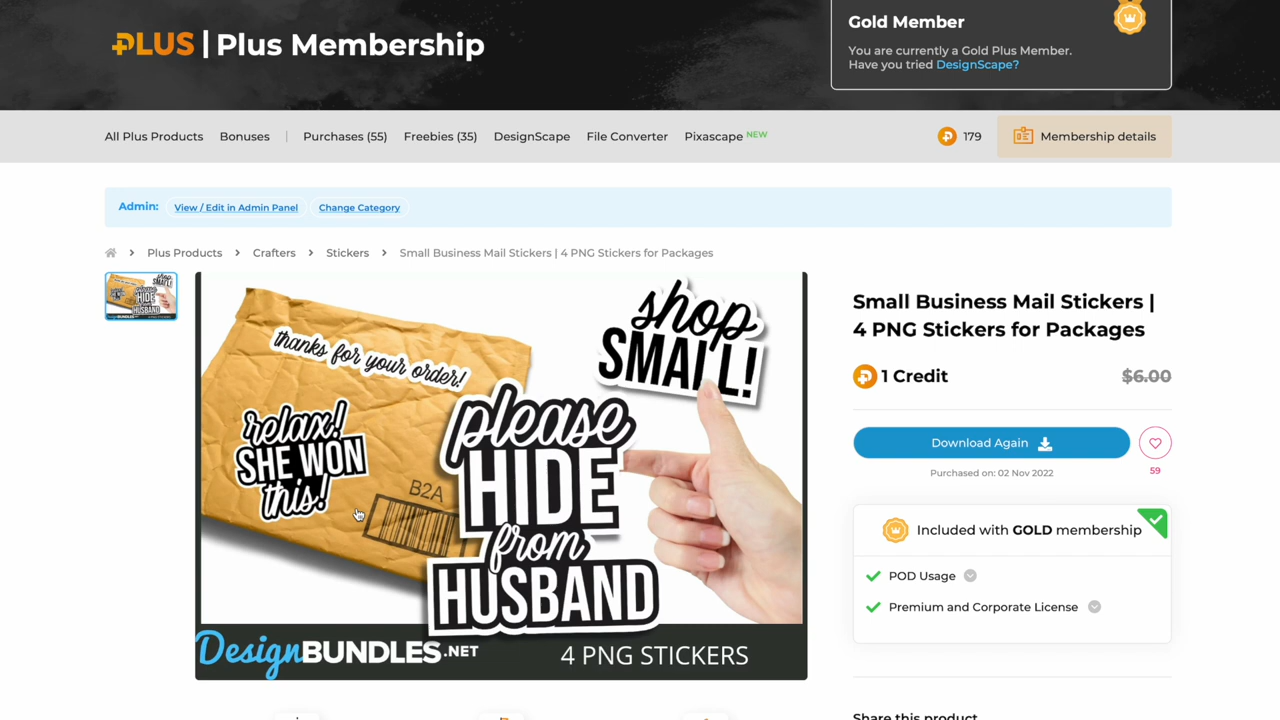 PLUS | Plus Membership
Gold Member
You are currently a Gold Plus Member.
Have you tried DesignScape?
All Plus Products Bonuses | Purchases (55) Freebies (35) DesignScape File Converter Pixascape NEW 179 Membership details
Admin: View / Edit in Admin Panel Change Category
Plus Products Crafters Stickers Small Business Mail Stickers | 4 PNG Stickers for Packages
Small Business Mail Stickers |
4 PNG Stickers for Packages
1 Credit $6.00
Download Again
Purchased on: 02 Nov 2022
59
Included with GOLD membership
POD Usage
Premium and Corporate License
Share this product
thanks for your order!
shop
SMALL!
relax!
SHE WON
this!
please
HIDE
from
HUSBAND
B2A
DesignBUNDLES.NET
4 PNG STICKERS